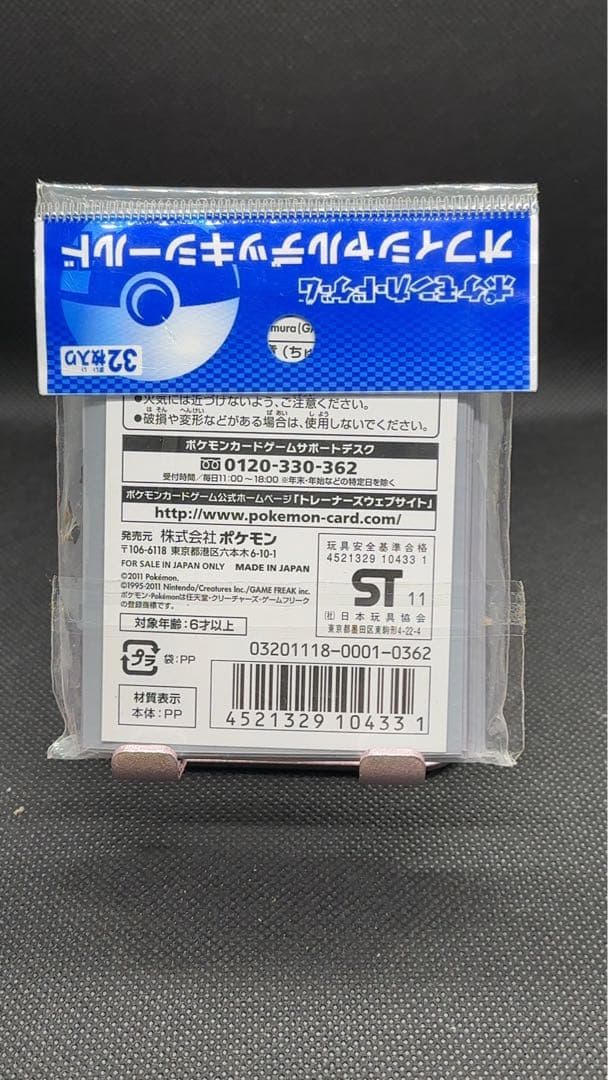 ポケモンカードゲーム
オフィシャルデッキシールド
32枚入り
mura(G
(ち
●火気には近づけないよう、ご注意ください。
●破損や変形などがある場合は、使用しないでください。
ポケモンカードゲームサポートデスク
0120-330-362
受付時間/毎日11:00~18:00 ※年末・年始などの特定日を除く
ポケモンカードゲーム公式ホームページ「トレーナーズウェブサイト」
http://www.pokemon-card.com/
発売元 株式会社 ポケモン
〒106-6118 東京都港区六本木6-10-1
FOR SALE IN JAPAN ONLY MADE IN JAPAN
©2011 Pokémon.
©1995-2011 Nintendo/Creatures Inc./GAME FREAK inc.
ポケモン・Pokémonは任天堂・クリーチャーズ・ゲームフリーク
の登録商標です。
対象年齢:6才以上
プラ 袋:PP
材質表示
本体:PP
玩具安全基準合格
4521329 10433 1
ST 11
(社)日本玩具協会
東京都墨田区東駒形4-22-4
03201118-0001-0362
4521329 104331